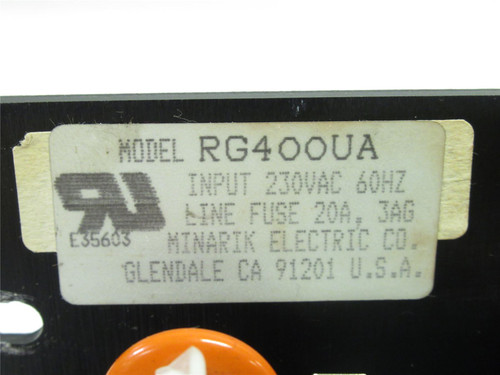 MODEL RG400UA
INPUT 230VAC 60HZ
LINE FUSE 20A, 3AG
E35603 MINARIK ELECTRIC CO.
GLENDALE CA 91201 U.S.A.